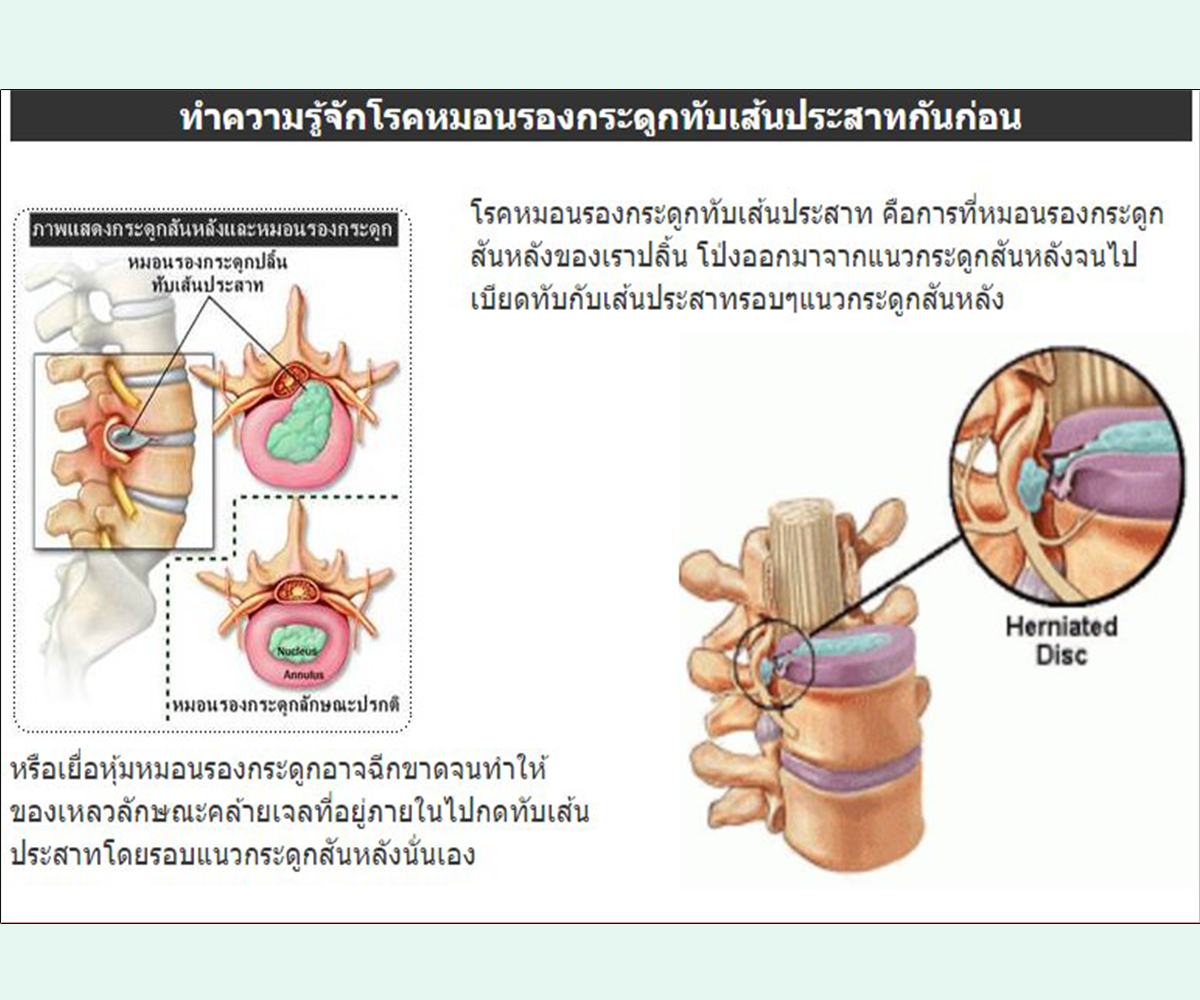 ทำความรู้จักโรคหมอนรองกระดูกทับเส้นประสาทกันก่อน
ภาพแสดงกระดูกสันหลังและหมอนรองกระดูก
หมอนรองกระดูกปลิ้น
ทับเส้นประสาท
Nucleus
Annulus
หมอนรองกระดูกลักษณะปรกติ
โรคหมอนรองกระดูกทับเส้นประสาท คือการที่หมอนรองกระดูก
สันหลังของเราปลิ้น โป่งออกมาจากแนวกระดูกสันหลังจนไป
เบียดทับกับเส้นประสาทรอบๆแนวกระดูกสันหลัง
Herniated
Disc
หรือเยื่อหุ้มหมอนรองกระดูกอาจฉีกขาดจนทำให้
ของเหลวลักษณะคล้ายเจลที่อยู่ภายในไปกดทับเส้น
ประสาทโดยรอบแนวกระดูกสันหลังนั่นเอง